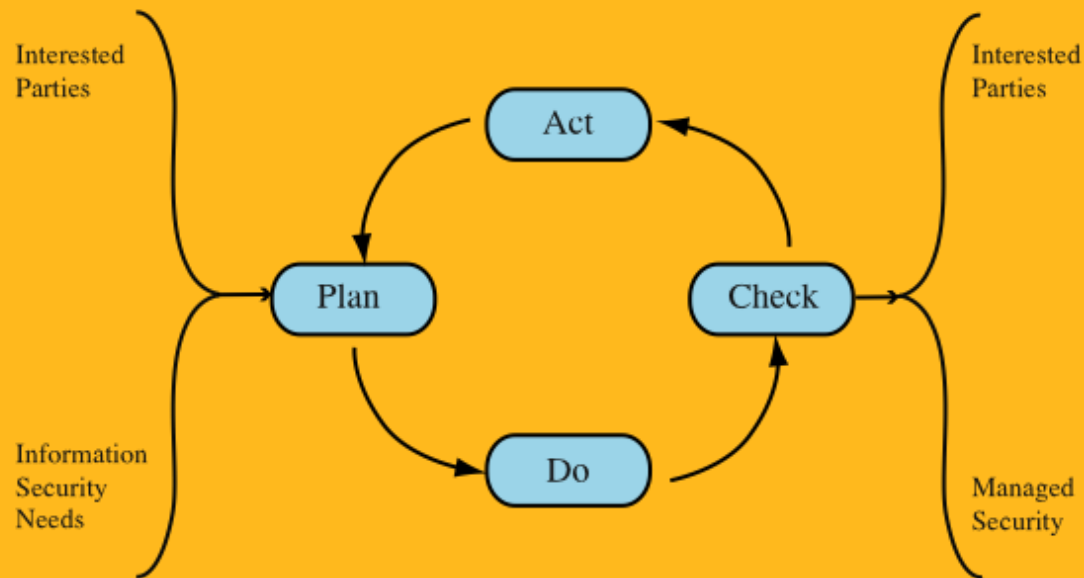 Interested
Parties
Interested
Parties
Act
Plan
Check
Do
Information
Security
Needs
Managed
Security